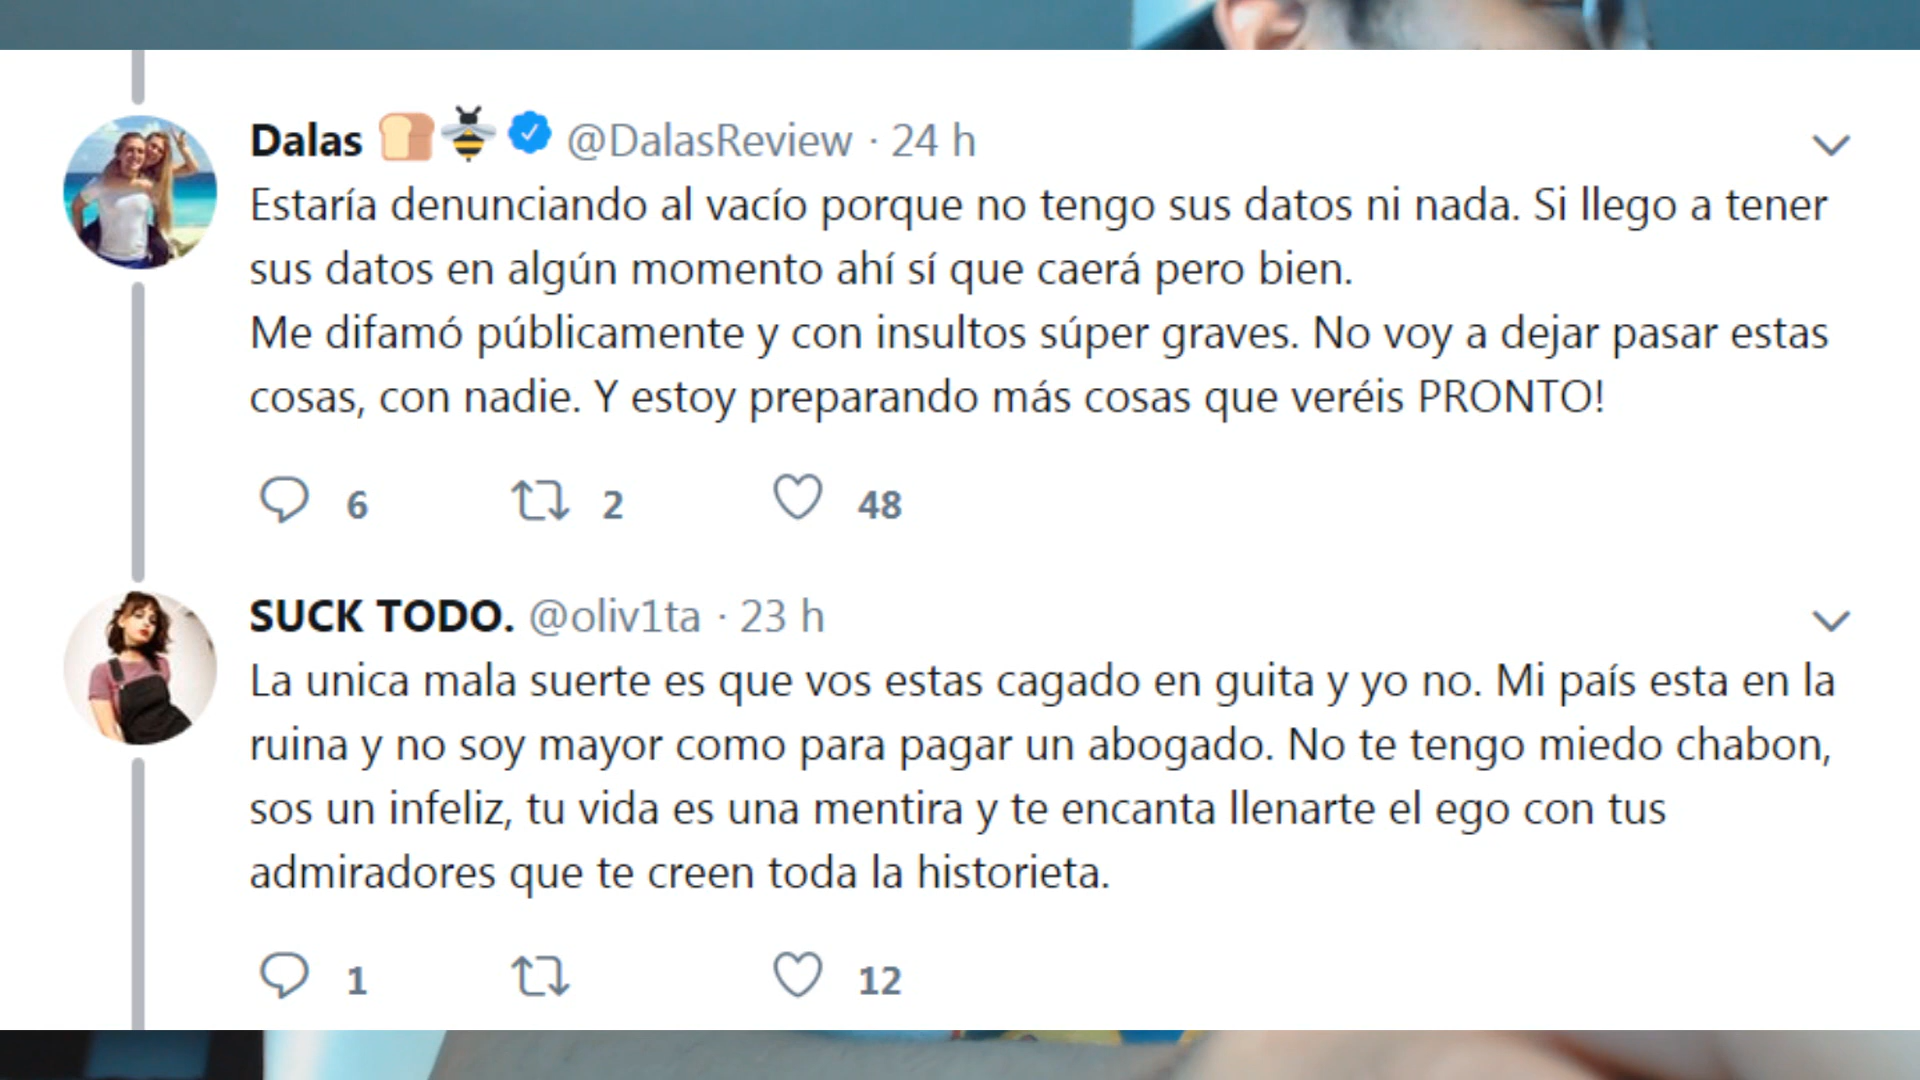 Dalas 🍞🐝 @DalasReview · 24 h
Estaría denunciando al vacío porque no tengo sus datos ni nada. Si llego a tener
sus datos en algún momento ahí sí que caerá pero bien.
Me difamó públicamente y con insultos súper graves. No voy a dejar pasar estas
cosas, con nadie. Y estoy preparando más cosas que veréis PRONTO!
6 2 48
SUCK TODO. @oliv1ta · 23 h
La unica mala suerte es que vos estas cagado en guita y yo no. Mi país esta en la
ruina y no soy mayor como para pagar un abogado. No te tengo miedo chabon,
sos un infeliz, tu vida es una mentira y te encanta llenarte el ego con tus
admiradores que te creen toda la historieta.
1 12